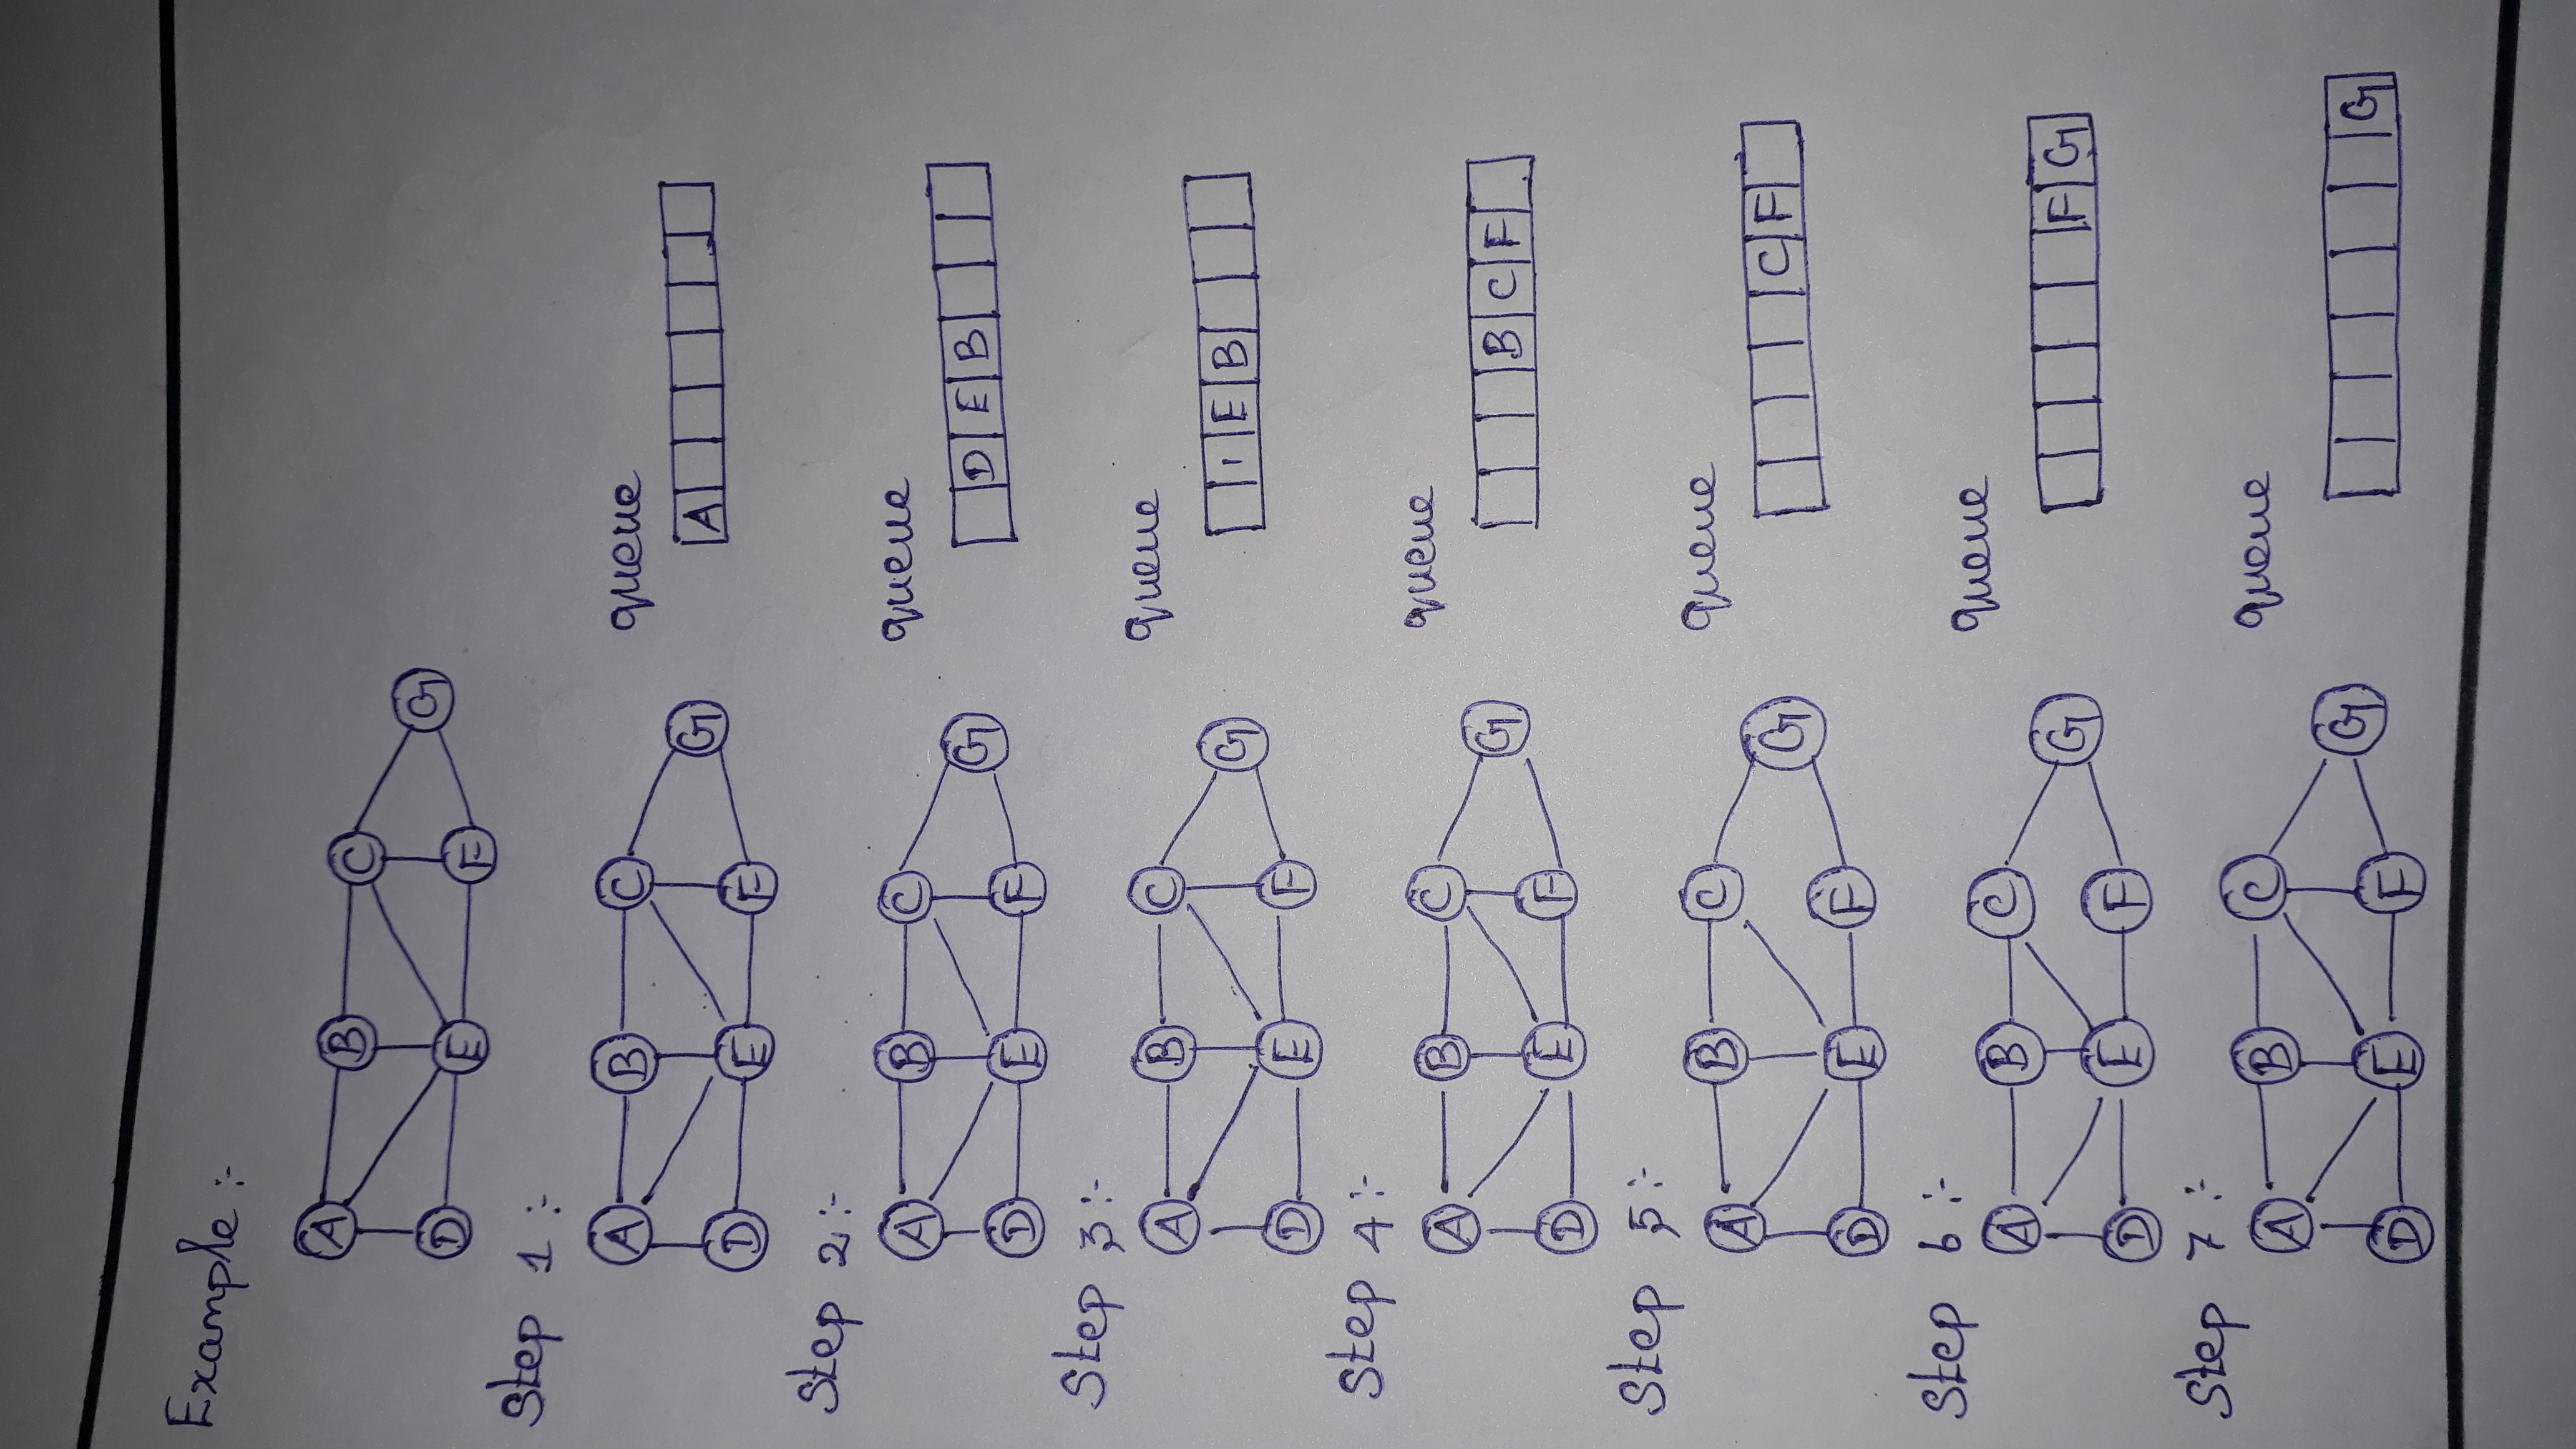 Example :-
A B C
G
D E F
Step 1 :-
A B C
queue
G
A
D E F
Step 2 :-
A B C
queue
G
D E B
D E F
Step 3 :-
A B C
queue
G
E B
D E F
Step 4 :-
A B C
queue
G
B C F
D E F
Step 5 :-
A B C
queue
G
C F
D E F
Step 6 :-
A B C
queue
G
F G
D E F
Step 7 :-
A B C
queue
G
G
D E F